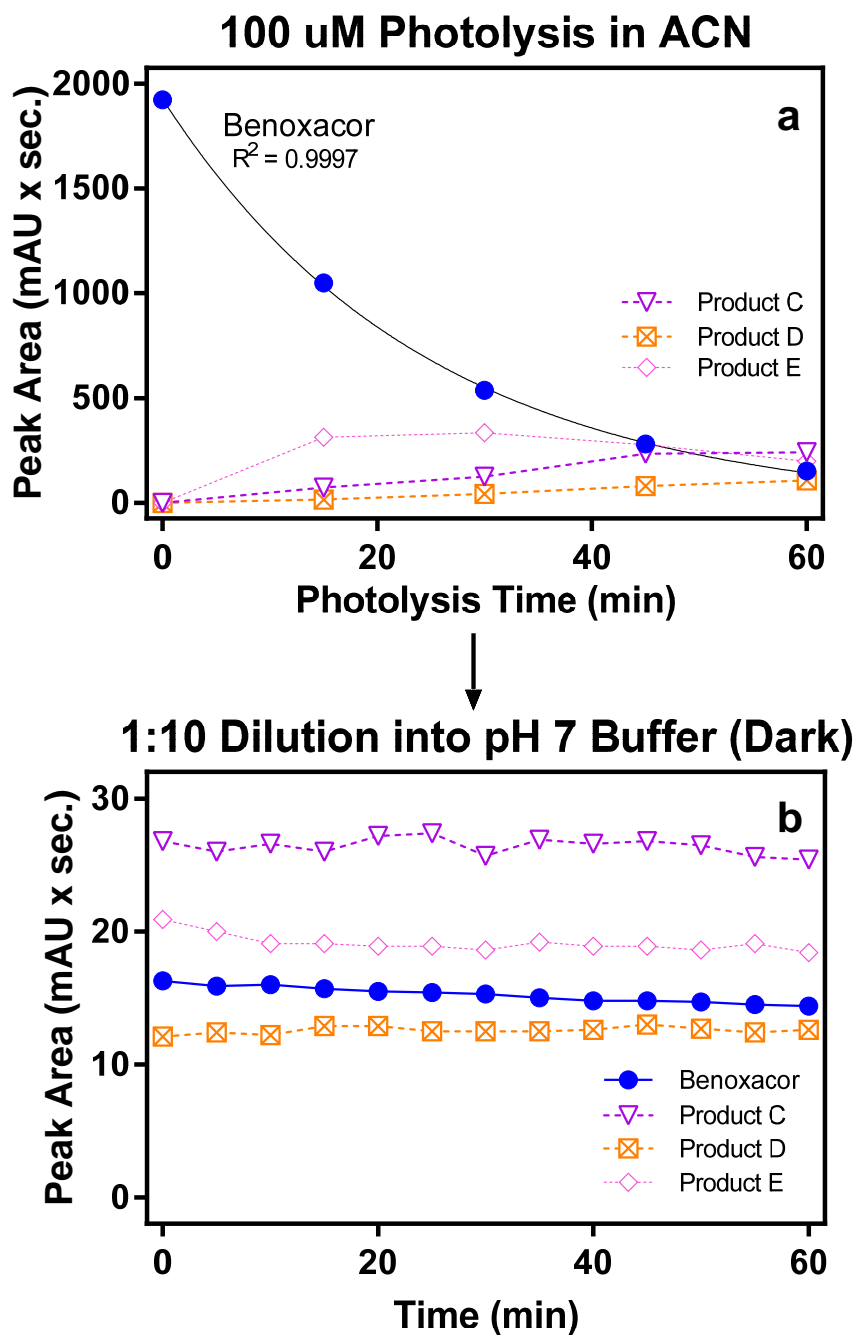 100 uM Photolysis in ACN
a
Benoxacor
R² = 0.9997
Peak Area (mAU x sec.)
2000
1500
1000
500
0
Product C
Product D
Product E
0 20 40 60
Photolysis Time (min)
1:10 Dilution into pH 7 Buffer (Dark)
b
Peak Area (mAU x sec.)
30
20
10
0
Benoxacor
Product C
Product D
Product E
0 20 40 60
Time (min)